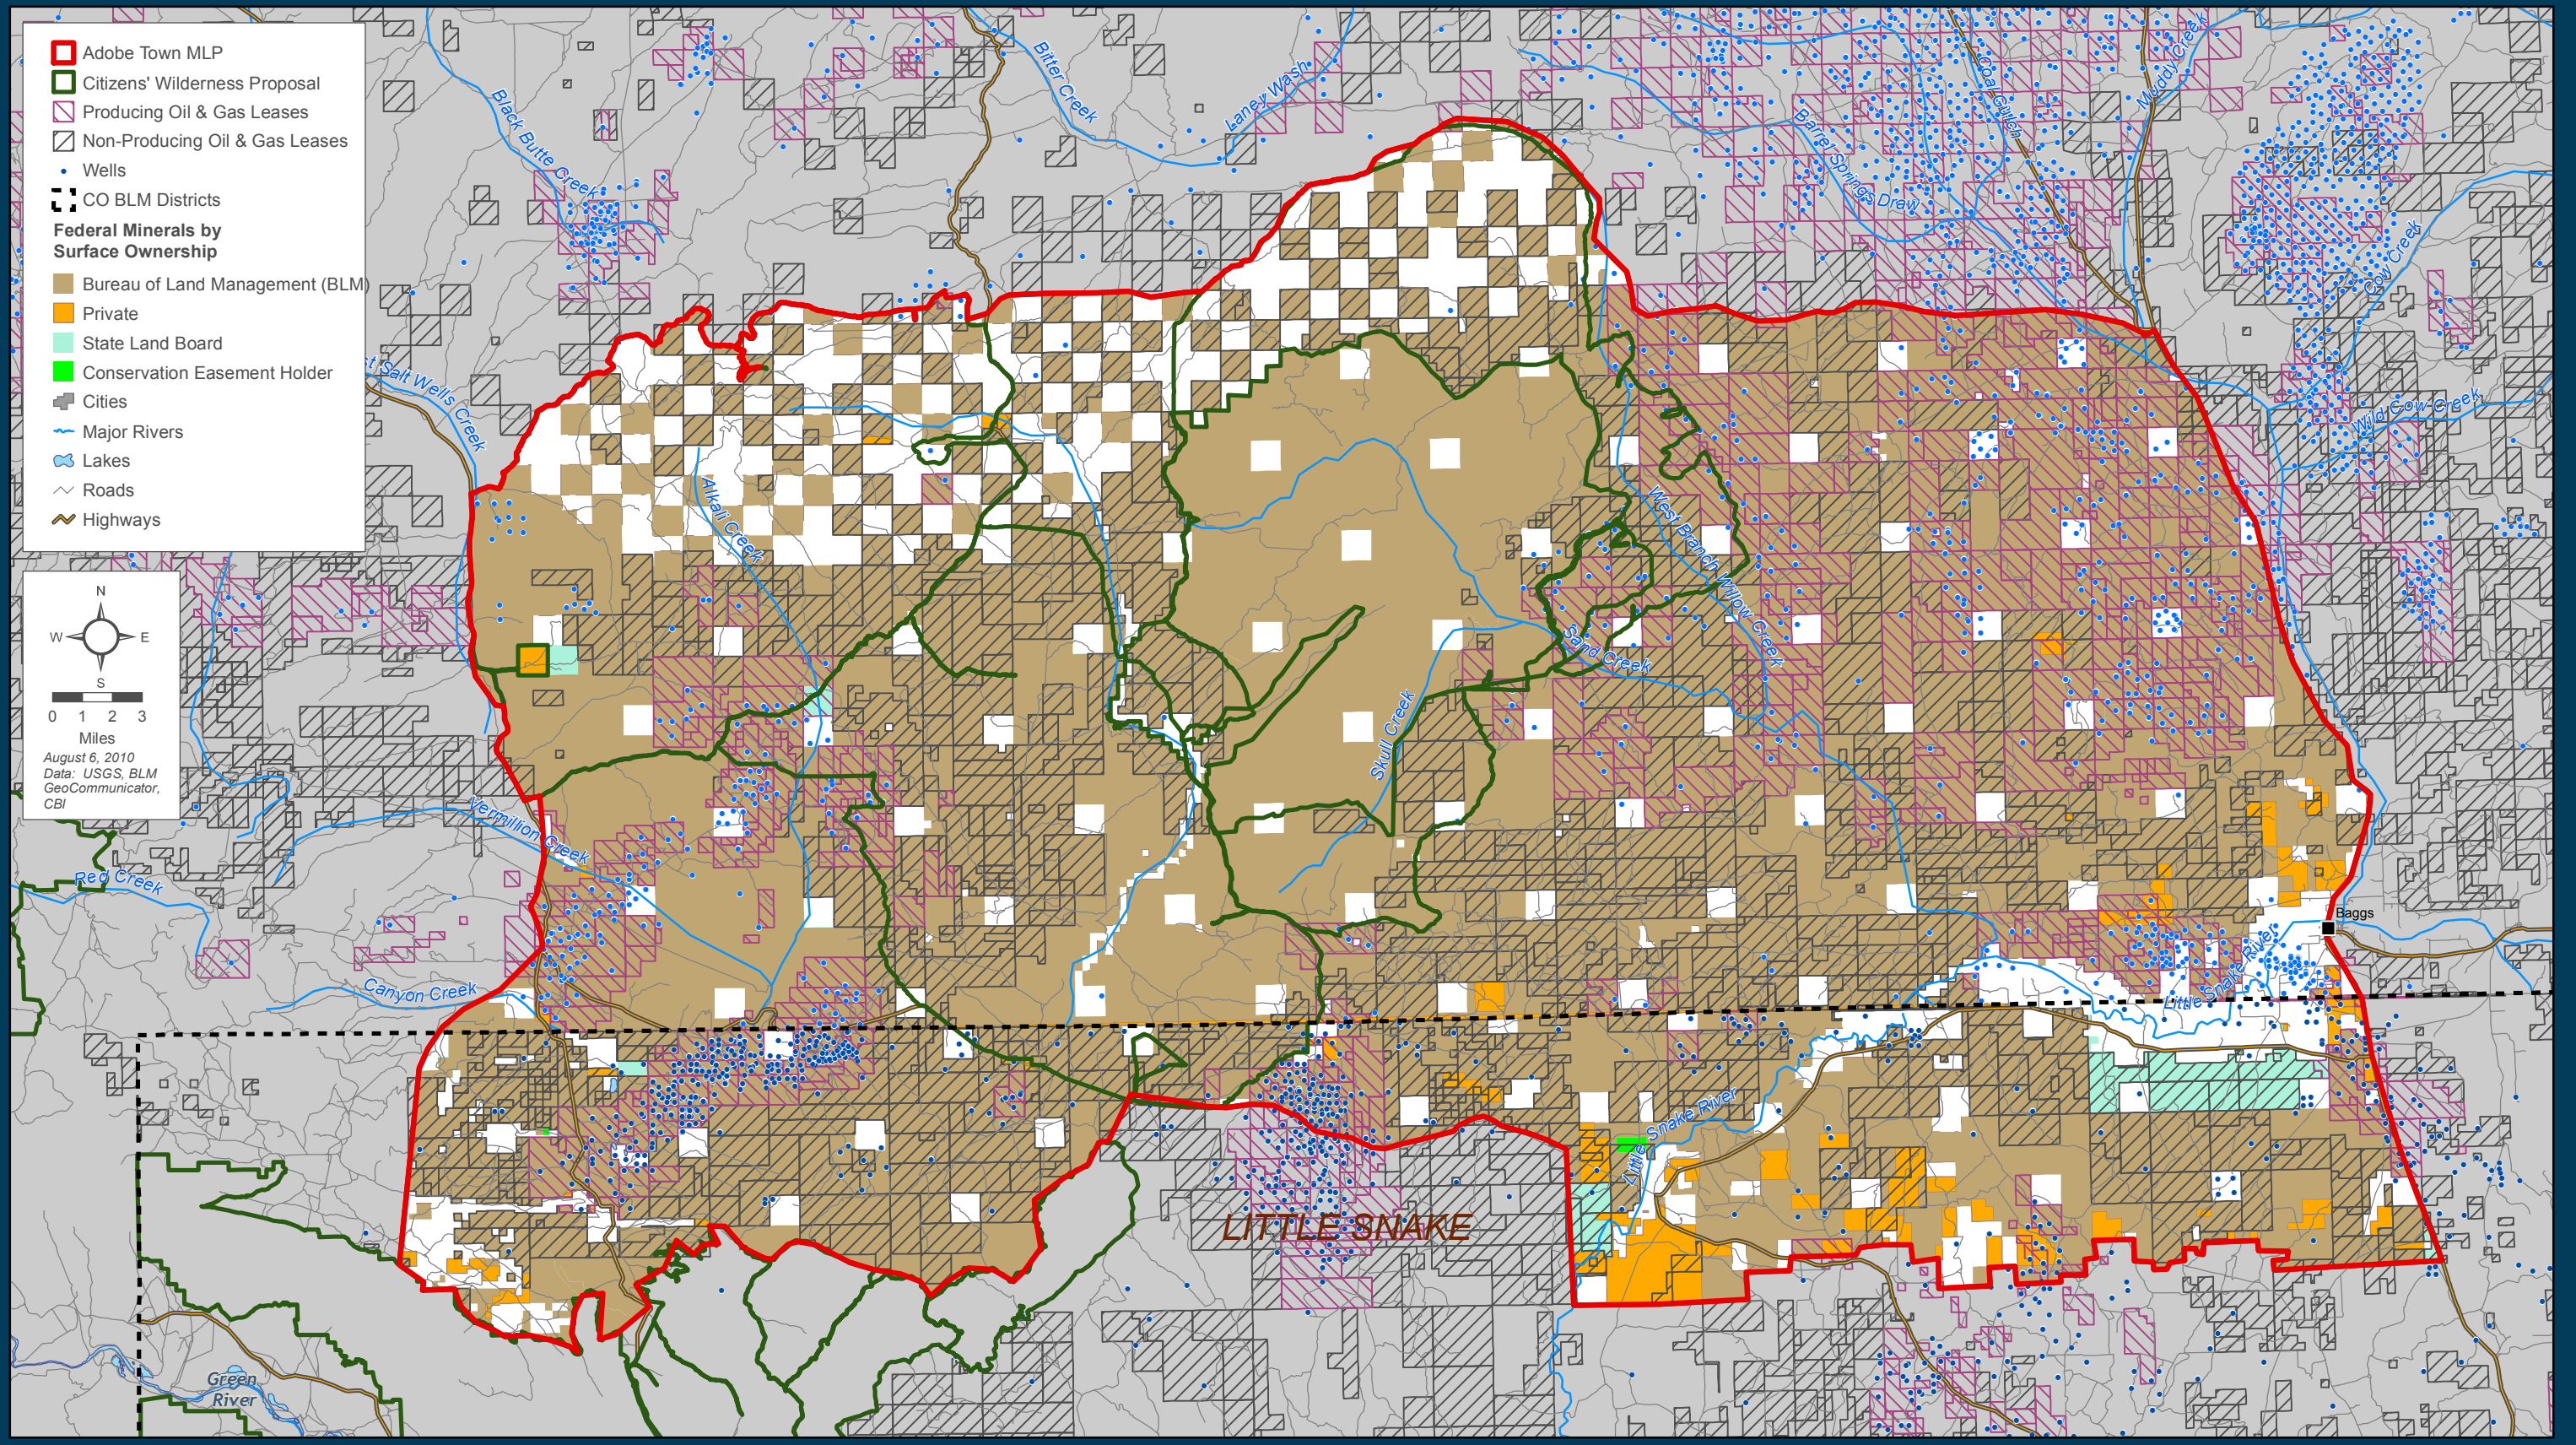 Adobe Town MLP
Citizens' Wilderness Proposal
Producing Oil & Gas Leases
Non-Producing Oil & Gas Leases
Wells
CO BLM Districts
Federal Minerals by
Surface Ownership
Bureau of Land Management (BLM)
Private
State Land Board
Conservation Easement Holder
Cities
Major Rivers
Lakes
Roads
Highways
N
W
E
S
0 1 2 3
Miles
August 6, 2010
Data: USGS, BLM
GeoCommunicator,
CBI
Black Butte Creek
Bitter Creek
Laney Wash
Barrel Springs Draw
Coal Gulch
Muddy Creek
Cow Creek
Wild Cow Creek
st Salt Wells Creek
Alkali Creek
West Branch Willow Creek
Sand Creek
Skull Creek
Vermillion Creek
Red Creek
Canyon Creek
Baggs
Little Snake River
Little Snake River
LITTLE SNAKE
Green
River